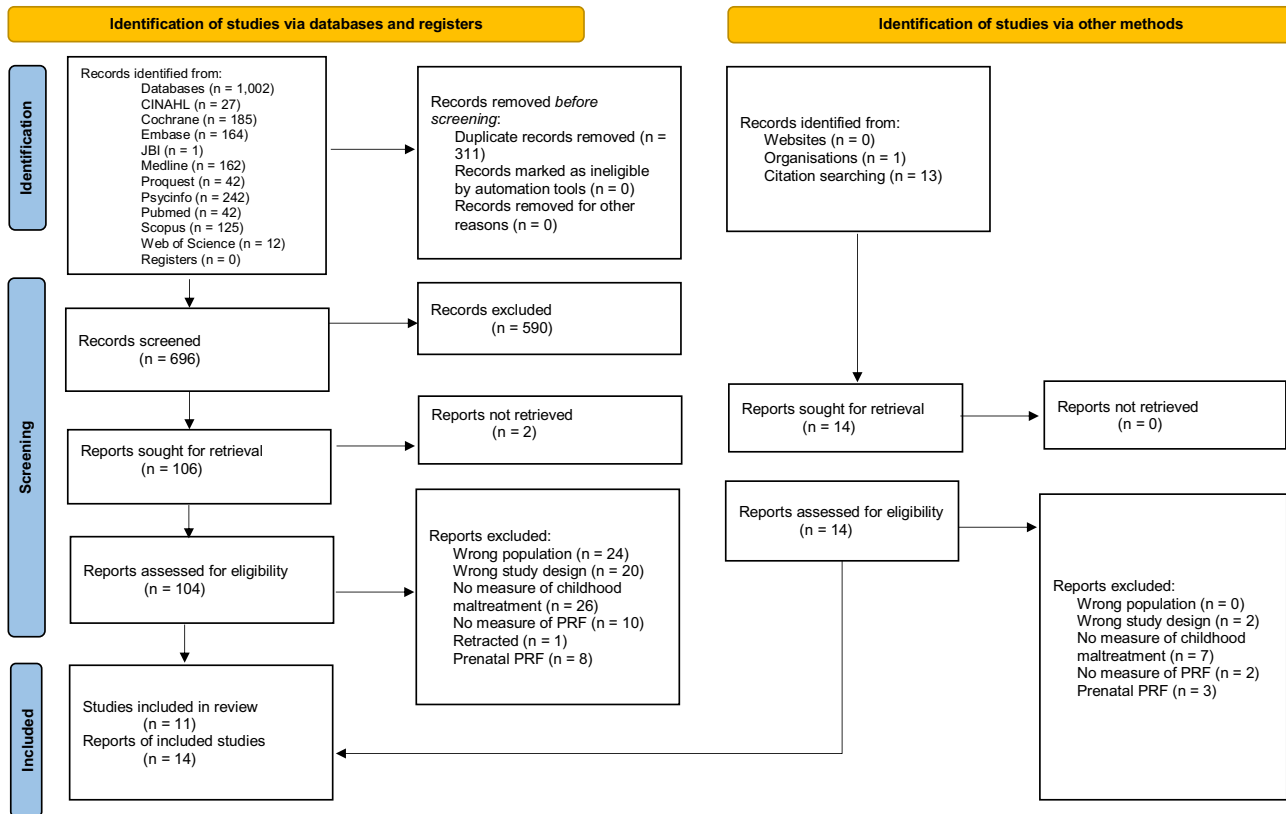 Identification of studies via databases and registers
Identification of studies via other methods
Identification
Records identified from:
Databases (n = 1,002)
CINAHL (n = 27)
Cochrane (n = 185)
Embase (n = 164)
JBI (n = 1)
Medline (n = 162)
Proquest (n = 42)
Psycinfo (n = 242)
Pubmed (n = 42)
Scopus (n = 125)
Web of Science (n = 12)
Registers (n = 0)
Records removed before
screening:
Duplicate records removed (n =
311)
Records marked as ineligible
by automation tools (n = 0)
Records removed for other
reasons (n = 0)
Records identified from:
Websites (n = 0)
Organisations (n = 1)
Citation searching (n = 13)
Screening
Records screened
(n = 696)
Records excluded
(n = 590)
Reports sought for retrieval
(n = 106)
Reports not retrieved
(n = 2)
Reports sought for retrieval
(n = 14)
Reports not retrieved
(n = 0)
Reports assessed for eligibility
(n = 104)
Reports excluded:
Wrong population (n = 24)
Wrong study design (n = 20)
No measure of childhood
maltreatment (n = 26)
No measure of PRF (n = 10)
Retracted (n = 1)
Prenatal PRF (n = 8)
Reports assessed for eligibility
(n = 14)
Reports excluded:
Wrong population (n = 0)
Wrong study design (n = 2)
No measure of childhood
maltreatment (n = 7)
No measure of PRF (n = 2)
Prenatal PRF (n = 3)
Included
Studies included in review
(n = 11)
Reports of included studies
(n = 14)